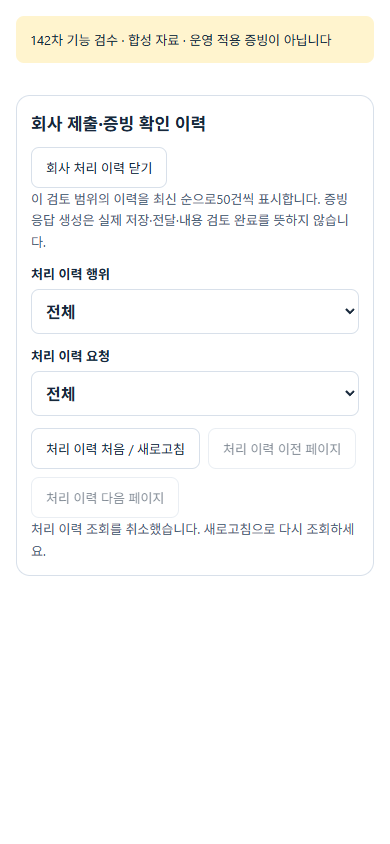 142차 기능 검수 · 합성 자료 · 운영 적용 증빙이 아닙니다
회사 제출·증빙 확인 이력
회사 처리 이력 닫기
이 검토 범위의 이력을 최신 순으로50건씩 표시합니다. 증빙
응답 생성은 실제 저장·전달·내용 검토 완료를 뜻하지 않습니
다.
처리 이력 행위
전체
처리 이력 요청
전체
처리 이력 처음 / 새로고침
처리 이력 이전 페이지
처리 이력 다음 페이지
처리 이력 조회를 취소했습니다. 새로고침으로 다시 조회하세
요.